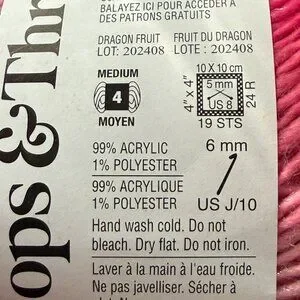 BALAYEZ ICI POUR ACCÉDER À
DES PATRONS GRATUITS
DRAGON FRUIT FRUIT DU DRAGON
LOT: 202408 LOTE: 202408
MEDIUM
4
MOYEN
10 X 10 cm
4" x 4"
5 mm
US 8
24 R
19 STS
99% ACRYLIC
1% POLYESTER
99% ACRYLIQUE
1% POLYESTER
6 mm
US J/10
Hand wash cold. Do not
bleach. Dry flat. Do not iron.
Laver à la main à l'eau froide.
Ne pas javelliser. Sécher à
ops & Thr